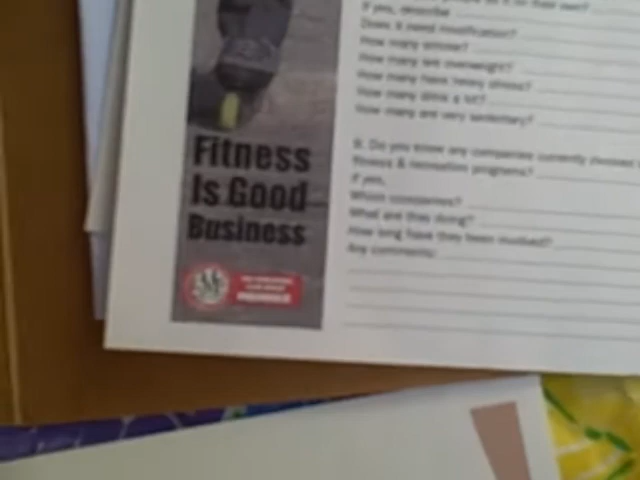 If yes, describe
Does it need modification?
How many smoke?
How many are overweight?
How many have heavy stress?
How many drink a lot?
How many are very sedentary?
9. Do you know any companies currently involved
fitness & recreation programs?
If yes,
Which companies?
What are they doing?
How long have they been involved?
Any comments:
Fitness
Is Good
Business